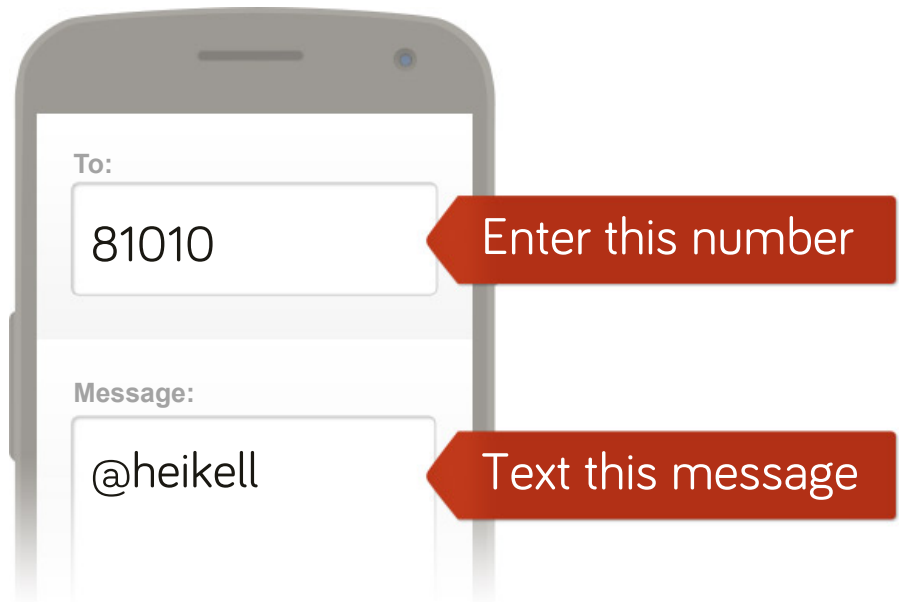 To:
81010
Enter this number
Message:
@heikell
Text this message